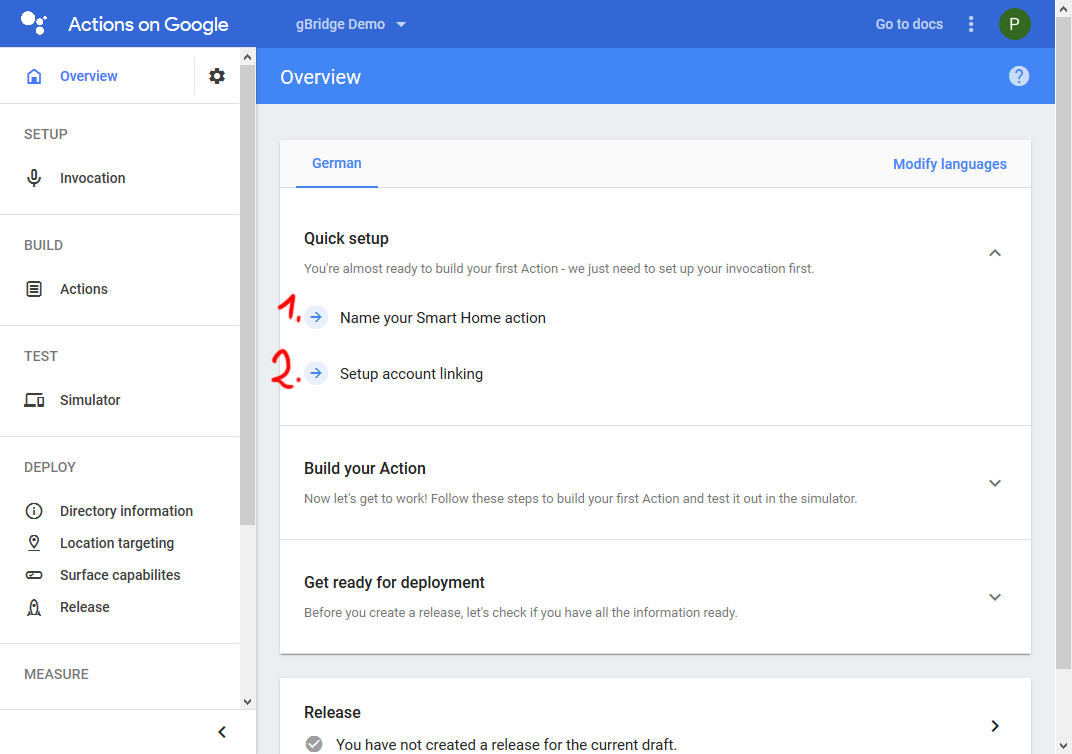 Actions on Google
gBridge Demo
Go to docs
P
Overview
Overview
?
SETUP
Invocation
BUILD
Actions
TEST
Simulator
DEPLOY
Directory information
Location targeting
Surface capabilites
Release
MEASURE
German
Modify languages
Quick setup
You're almost ready to build your first Action - we just need to set up your invocation first.
1. Name your Smart Home action
2. Setup account linking
Build your Action
Now let's get to work! Follow these steps to build your first Action and test it out in the simulator.
Get ready for deployment
Before you create a release, let's check if you have all the information ready.
Release
You have not created a release for the current draft.